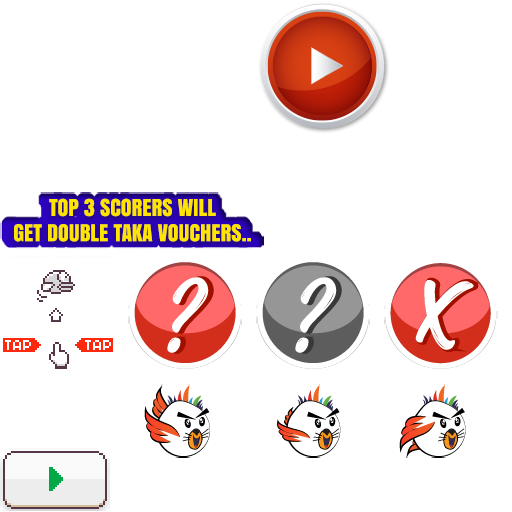 TOP 3 SCORERS WILL
GET DOUBLE TAKA VOUCHERS..
? ? X
TAP TAP